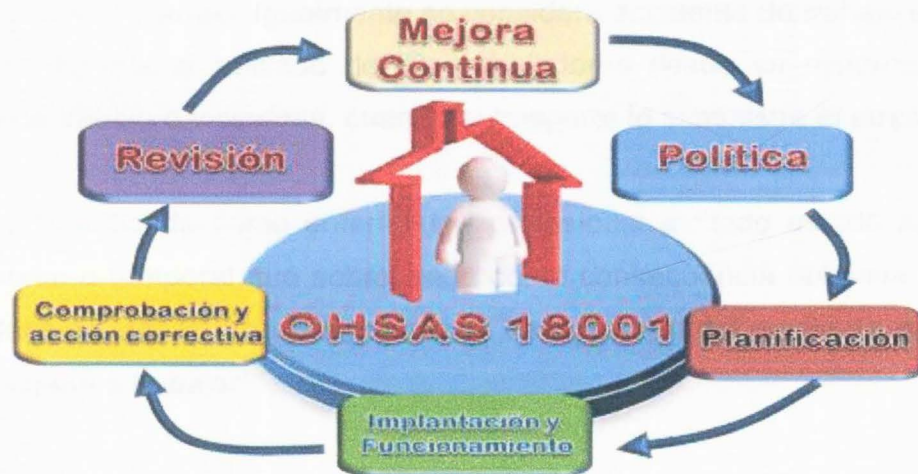 Mejora
Continua
Política
Planificación
Implantación y
Funcionamiento
Comprobación y
acción correctiva
Revisión
OHSAS 18001